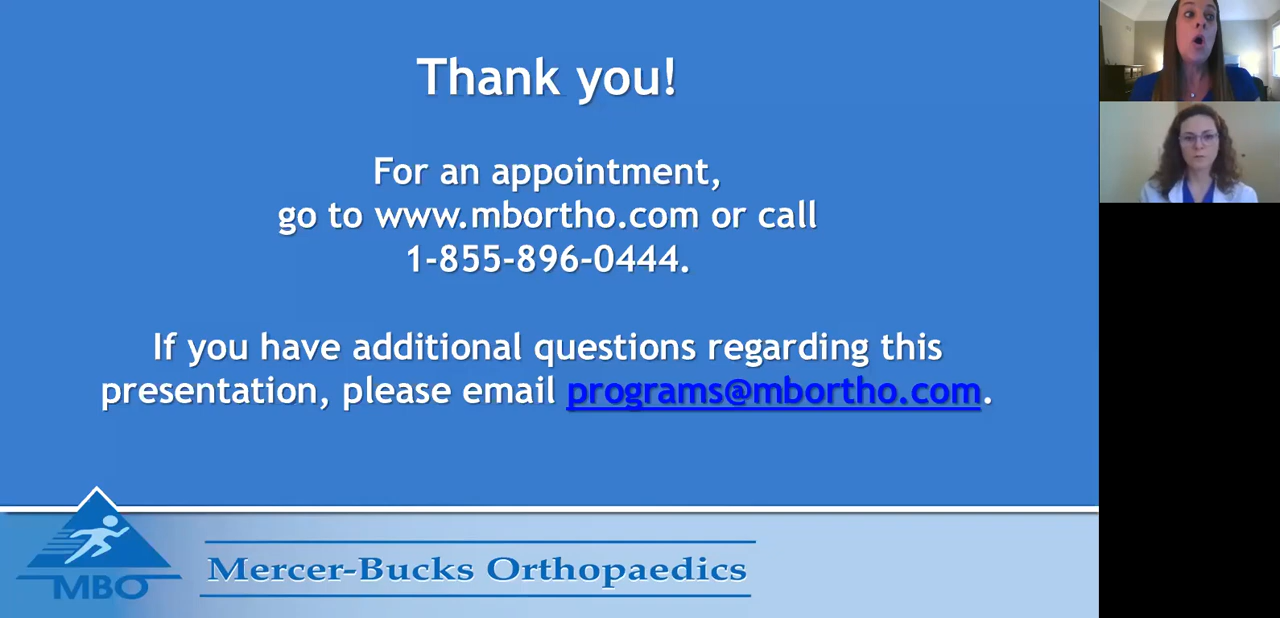 Thank you!
For an appointment,
go to www.mbortho.com or call
1-855-896-0444.
If you have additional questions regarding this
presentation, please email programs@mbortho.com.
MBO
Mercer-Bucks Orthopaedics